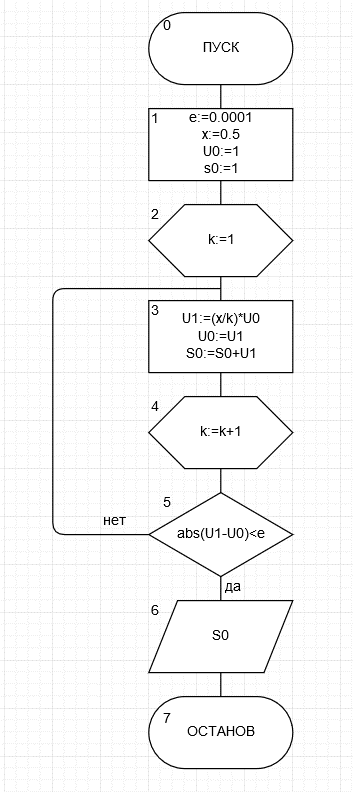 0
ПУСК
1
e:=0.0001
x:=0.5
U0:=1
s0:=1
2
k:=1
3
U1:=(x/k)*U0
U0:=U1
S0:=S0+U1
4
k:=k+1
5
нет
abs(U1-U0)<e
да
6
S0
7
ОСТАНОВ